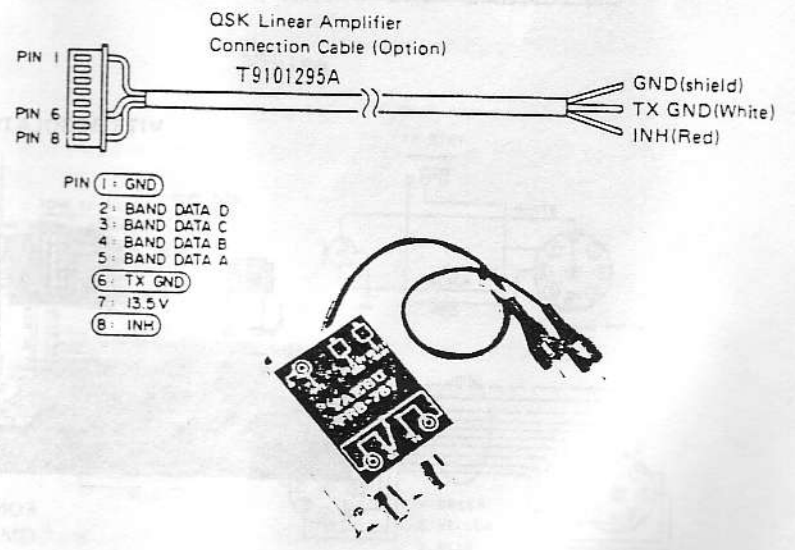 QSK Linear Amplifier
Connection Cable (Option)
T9101295A
PIN 1
PIN 6
PIN 8
GND(shield)
TX GND(White)
INH(Red)
PIN 1: GND
2: BAND DATA D
3: BAND DATA C
4: BAND DATA B
5: BAND DATA A
6: TX GND
7: 13.5V
8: INH
YAESU